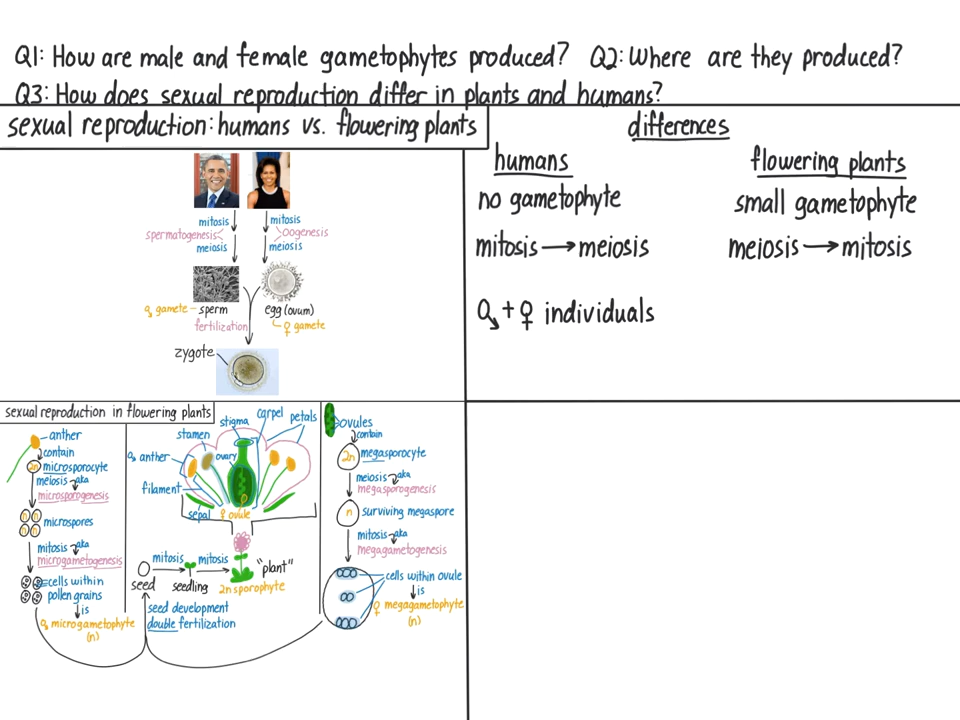 Q1: How are male and female gametophytes produced? Q2: Where are they produced?
Q3: How does sexual reproduction differ in plants and humans?
sexual reproduction: humans vs. flowering plants
mitosis
spermatogenesis
meiosis
mitosis
oogenesis
meiosis
♂ gamete – sperm
egg (ovum)
♀ gamete
fertilization
zygote
differences
humans
no gametophyte
mitosis → meiosis
♂ + ♀ individuals
flowering plants
small gametophyte
meiosis → mitosis
sexual reproduction in flowering plants
anther
contain
2n microsporocyte
meiosis aka
microsporogenesis
n n
n n
microspores
mitosis aka
microgametogenesis
cells within
pollen grains
is
♂ microgametophyte
(n)
stigma
carpel
petals
stamen
♂ anther
ovary
filament
sepal
♀ ovule
mitosis
mitosis
"plant"
seed
seedling
2n sporophyte
seed development
double fertilization
ovules
contain
2n megasporocyte
meiosis aka
megasporogenesis
n surviving megaspore
mitosis aka
megagametogenesis
cells within ovule
is
♀ megagametophyte
(n)